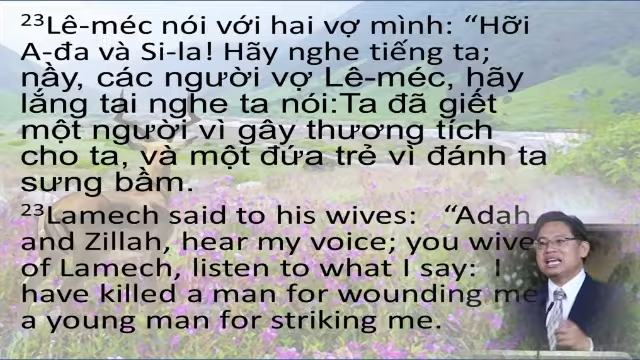 ²³Lê-méc nói với hai vợ mình: “Hỡi
A-đa và Si-la! Hãy nghe tiếng ta;
nầy, các người vợ Lê-méc, hãy
lắng tai nghe ta nói:Ta đã giết
một người vì gây thương tích
cho ta, và một đứa trẻ vì đánh ta
sưng bầm.
²³Lamech said to his wives: “Adah
and Zillah, hear my voice; you wives
of Lamech, listen to what I say: I
have killed a man for wounding me
a young man for striking me.